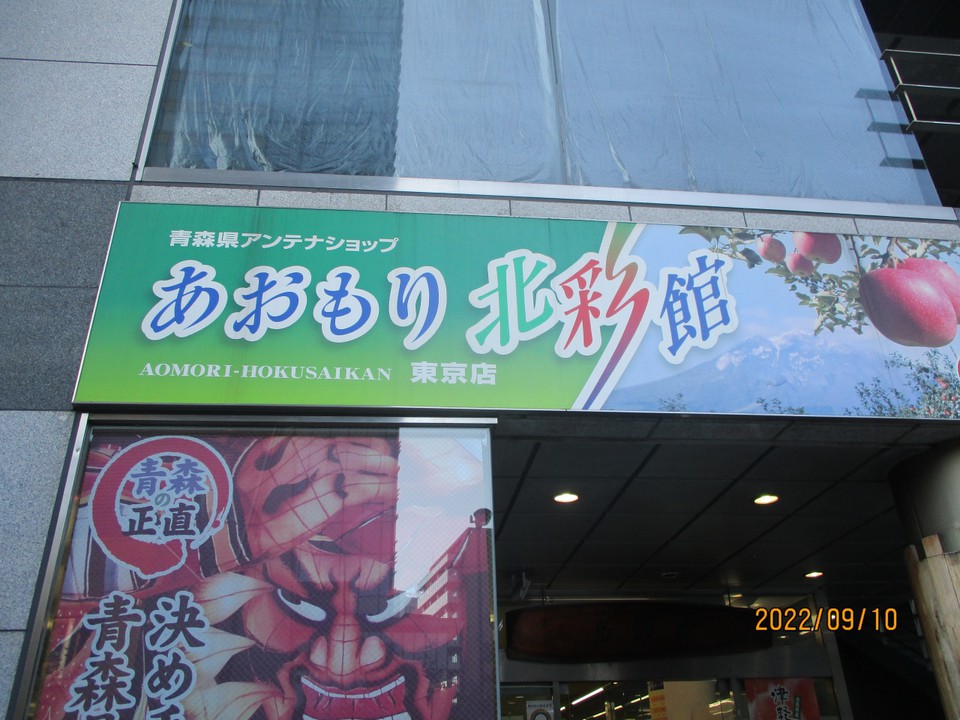 青森県アンテナショップ
あおもり北彩館
AOMORI-HOKUSAIKAN 東京店
青森
の
正直
決め手
青森
2022/09/10